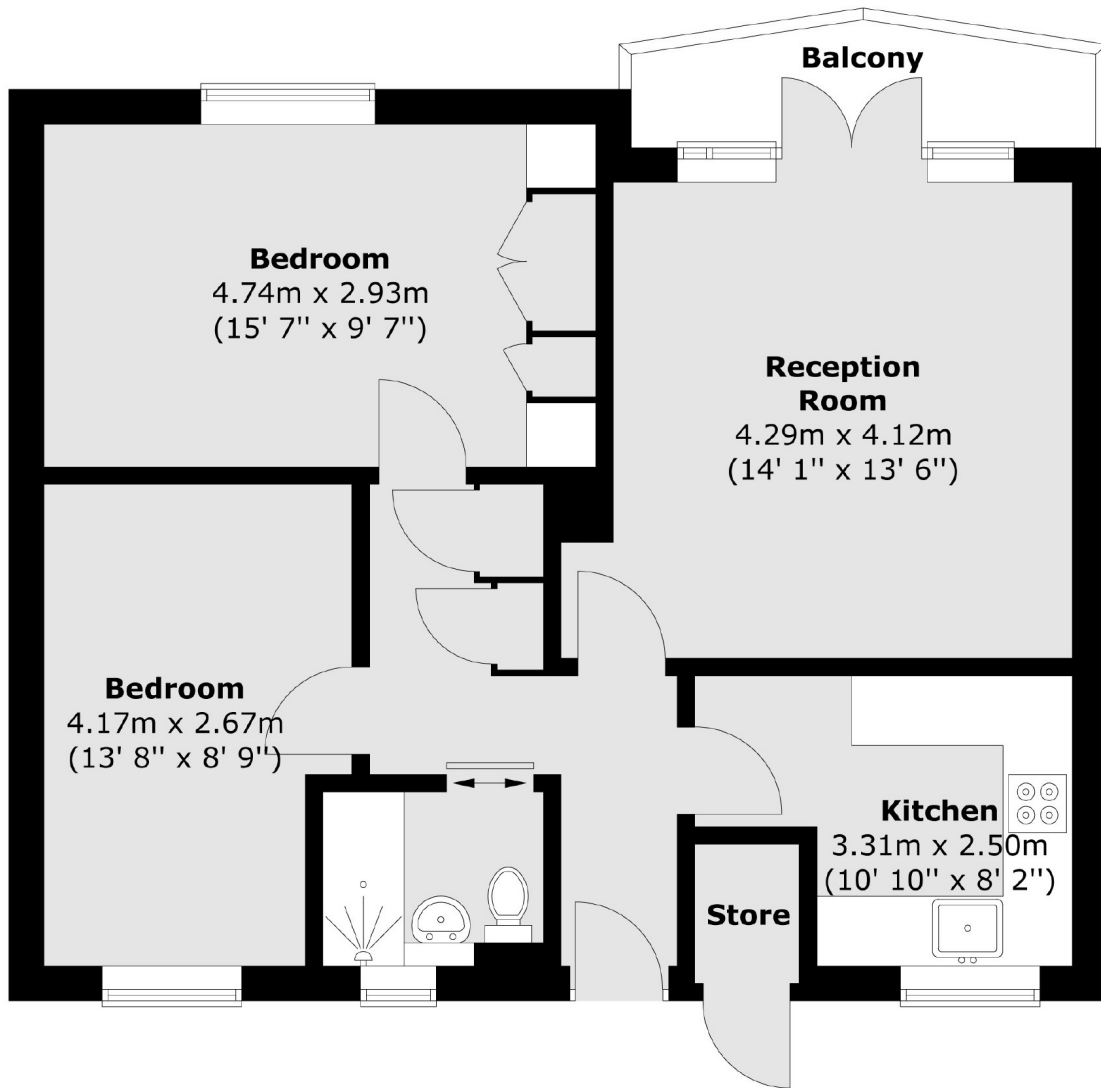 Balcony
Bedroom
4.74m x 2.93m
(15' 7'' x 9' 7'')
Reception
Room
4.29m x 4.12m
(14' 1'' x 13' 6'')
Bedroom
4.17m x 2.67m
(13' 8'' x 8' 9'')
Kitchen
3.31m x 2.50m
(10' 10'' x 8' 2'')
Store